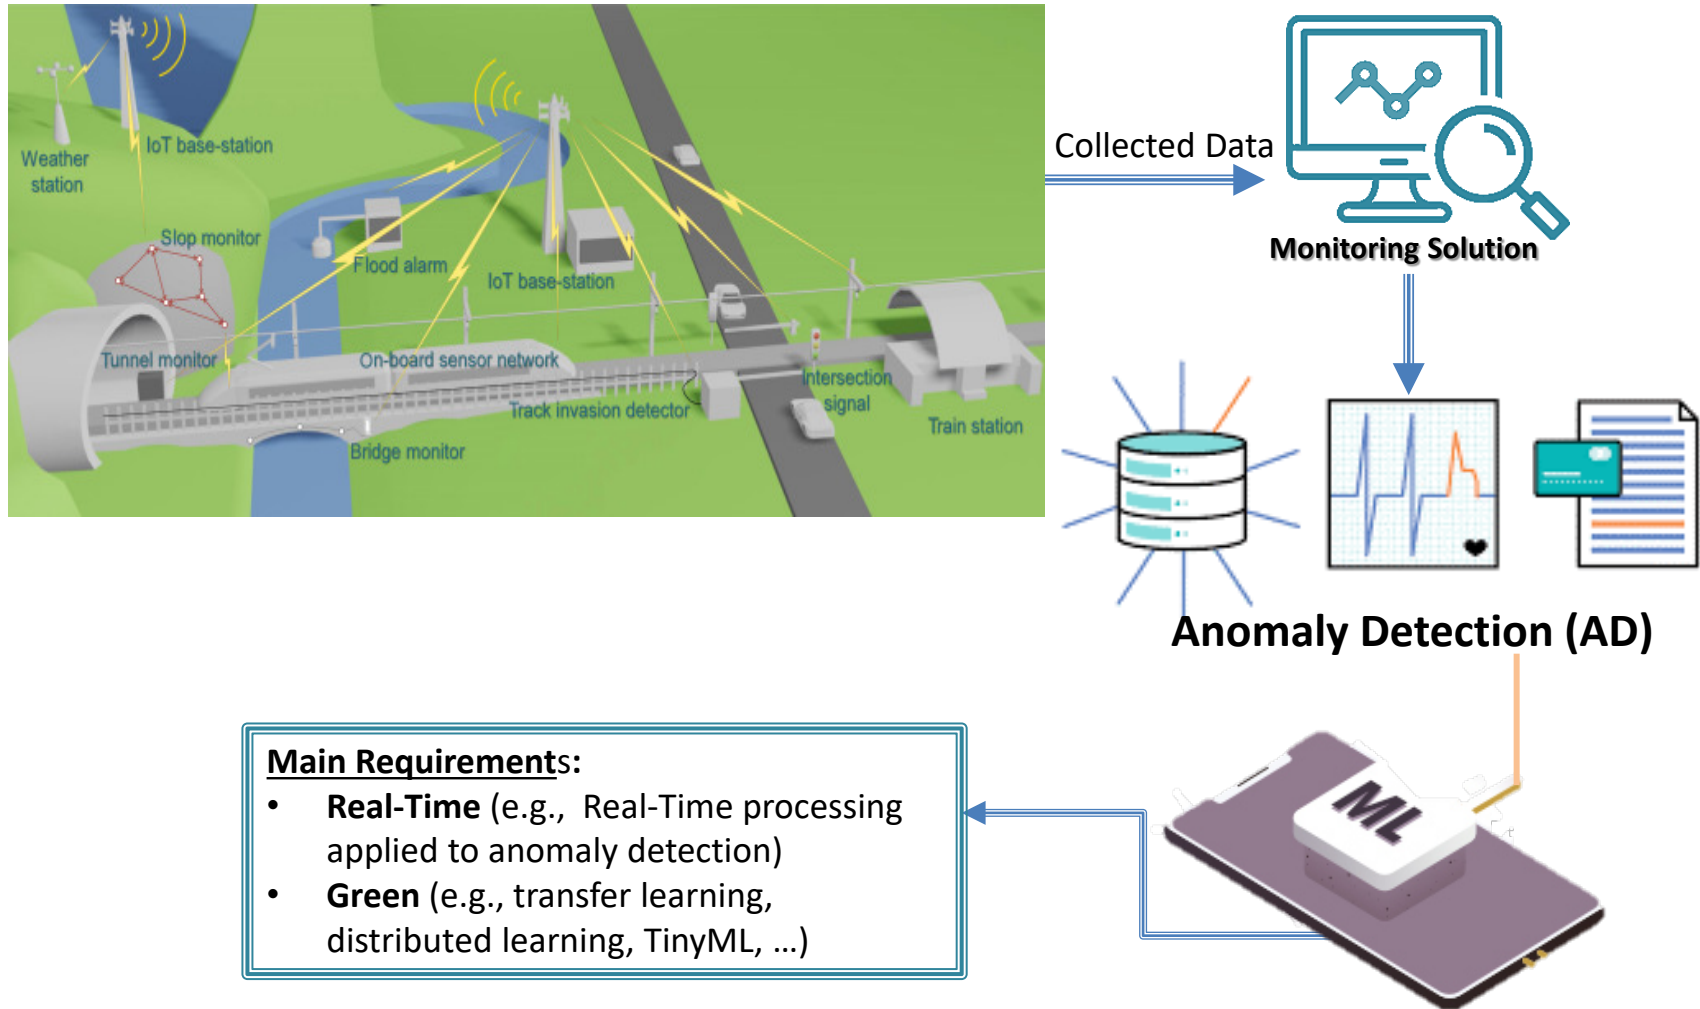 Weather
station
IoT base-station
Slop monitor
Flood alarm
IoT base-station
Tunnel monitor
On-board sensor network
Track invasion detector
Intersection
signal
Bridge monitor
Train station
Collected Data
Monitoring Solution
Anomaly Detection (AD)
ML
Main Requirements:
• Real-Time (e.g., Real-Time processing
applied to anomaly detection)
• Green (e.g., transfer learning,
distributed learning, TinyML, ...)